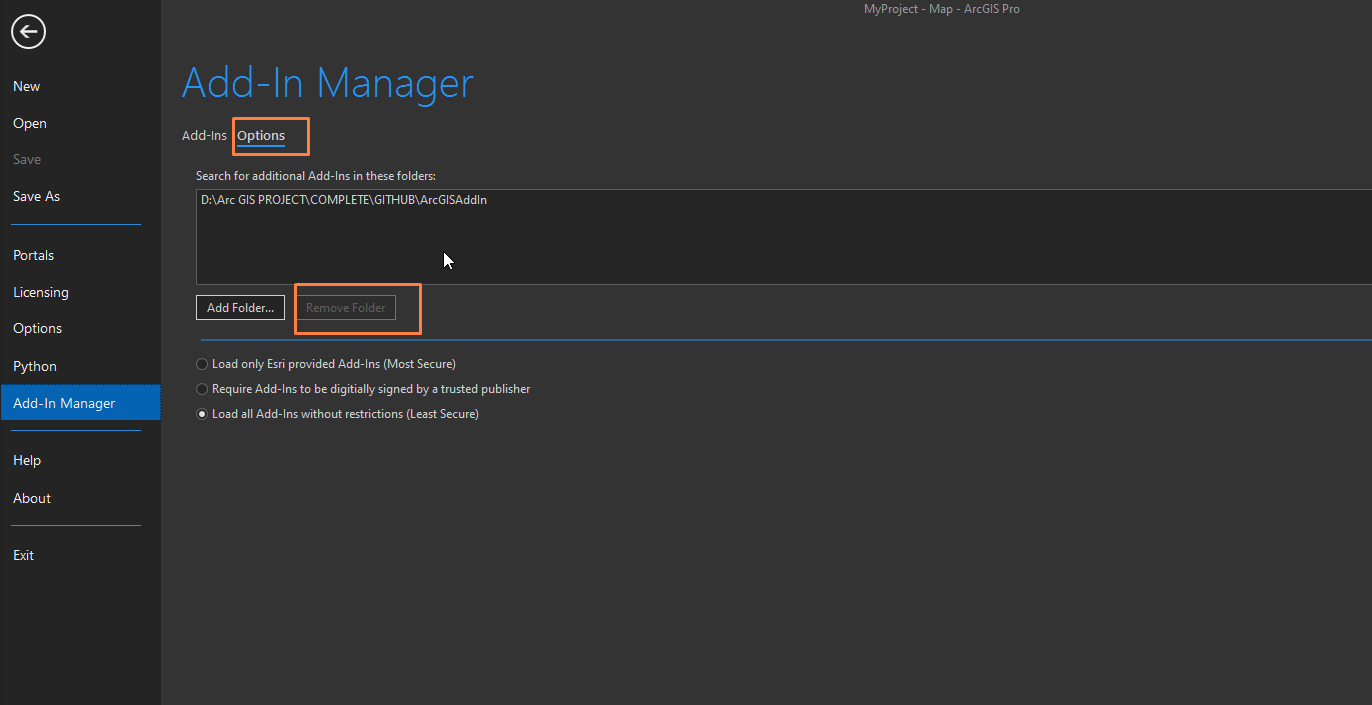 MyProject - Map - ArcGIS Pro
New
Open
Save
Save As
Portals
Licensing
Options
Python
Add-In Manager
Help
About
Exit
Add-In Manager
Add-Ins Options
Search for additional Add-Ins in these folders:
D:\Arc GIS PROJECT\COMPLETE\GITHUB\ArcGISAddIn
Add Folder... Remove Folder
Load only Esri provided Add-Ins (Most Secure)
Require Add-Ins to be digitially signed by a trusted publisher
Load all Add-Ins without restrictions (Least Secure)